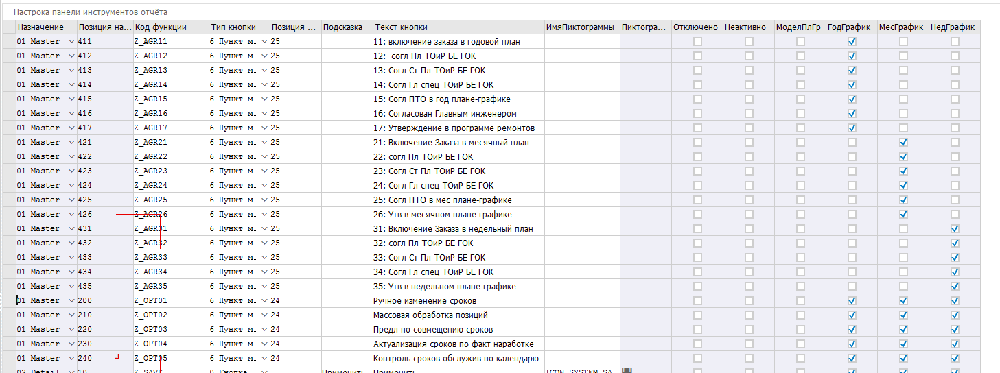 Настрока панели инструментов отчёта
Назначение Позиция на... Код функции Тип кнопки Позиция ... Подсказка Текст кнопки ИмяПиктограммы Пиктогра... Отключено Неактивно МоделПлГр ГодГрафик МесГрафик НедГрафик
01 Master 411 Z_AGR11 6 Пункт м... 25 11: включение заказа в годовой план
01 Master 412 Z_AGR12 6 Пункт м... 25 12: согл Пл ТОиР БЕ ГОК
01 Master 413 Z_AGR13 6 Пункт м... 25 13: Согл Ст Пл ТОиР БЕ ГОК
01 Master 414 Z_AGR14 6 Пункт м... 25 14: Согл Гл спец ТОиР БЕ ГОК
01 Master 415 Z_AGR15 6 Пункт м... 25 15: Согл ПТО в год плане-графике
01 Master 416 Z_AGR16 6 Пункт м... 25 16: Согласован Главным инженером
01 Master 417 Z_AGR17 6 Пункт м... 25 17: Утверждение в программе ремонтов
01 Master 421 Z_AGR21 6 Пункт м... 25 21: Включение Заказа в месячный план
01 Master 422 Z_AGR22 6 Пункт м... 25 22: согл Пл ТОиР БЕ ГОК
01 Master 423 Z_AGR23 6 Пункт м... 25 23: Согл Ст Пл ТОиР БЕ ГОК
01 Master 424 Z_AGR24 6 Пункт м... 25 24: Согл Гл спец ТОиР БЕ ГОК
01 Master 425 Z_AGR25 6 Пункт м... 25 25: Согл ПТО в мес плане-графике
01 Master 426 Z_AGR26 6 Пункт м... 25 26: Утв в месячном плане-графике
01 Master 431 Z_AGR31 6 Пункт м... 25 31: Включение Заказа в недельный план
01 Master 432 Z_AGR32 6 Пункт м... 25 32: согл Пл ТОиР БЕ ГОК
01 Master 433 Z_AGR33 6 Пункт м... 25 33: Согл Ст Пл ТОиР БЕ ГОК
01 Master 434 Z_AGR34 6 Пункт м... 25 34: Согл Гл спец ТОиР БЕ ГОК
01 Master 435 Z_AGR35 6 Пункт м... 25 35: Утв в недельном плане-графике
01 Master 200 Z_OPT01 6 Пункт м... 24 Ручное изменение сроков
01 Master 210 Z_OPT02 6 Пункт м... 24 Массовая обработка позиций
01 Master 220 Z_OPT03 6 Пункт м... 24 Предл по совмещению сроков
01 Master 230 Z_OPT04 6 Пункт м... 24 Актуализация сроков по факт наработке
01 Master 240 Z_OPT05 6 Пункт м... 24 Контроль сроков обслужив по календарю
02 Detail 10 Z_SAVE 0 Кнопка Применить Применить ICON_SYSTEM_SA